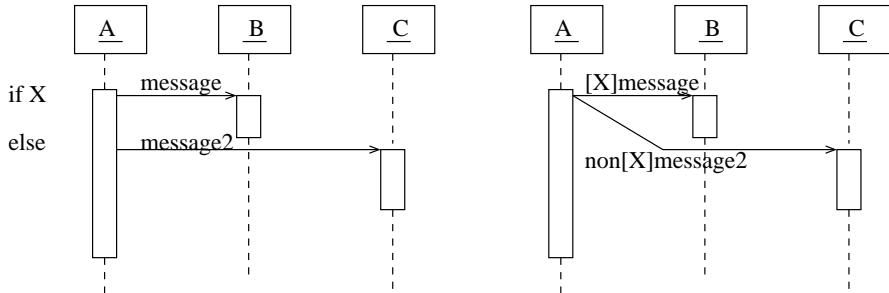 A B C A B C
if X message [X]message
else message2 non[X]message2